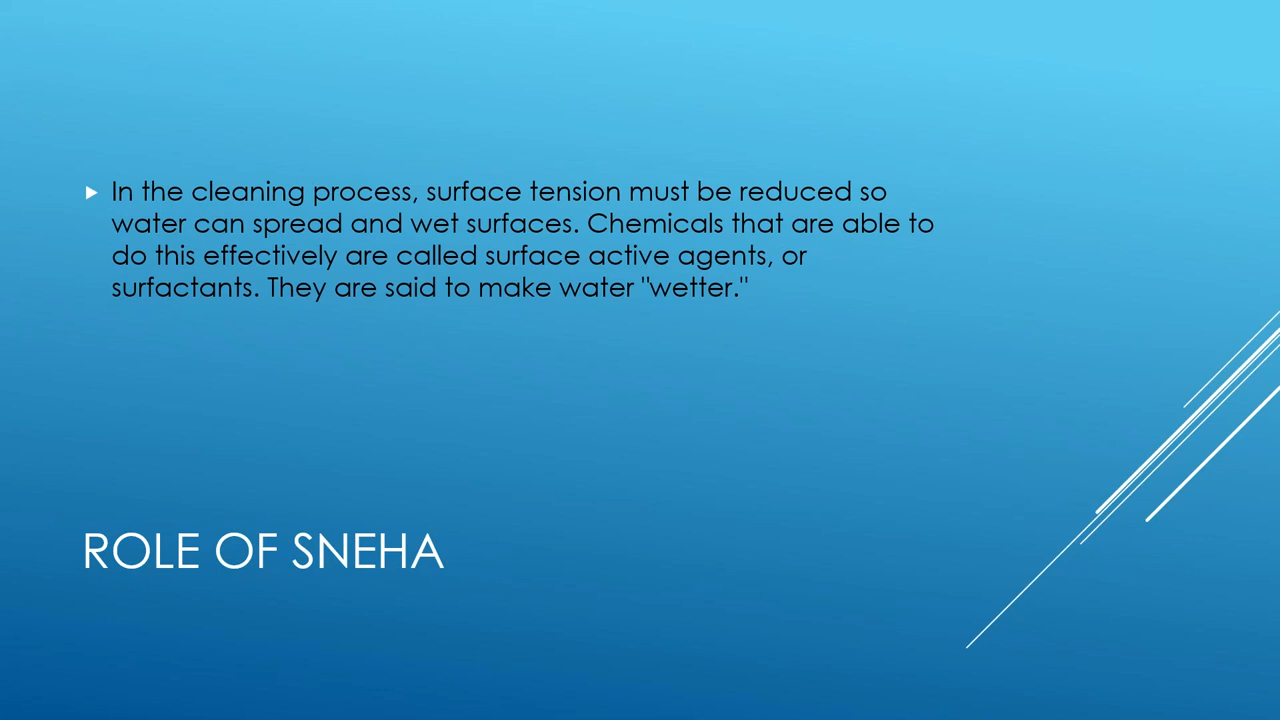 In the cleaning process, surface tension must be reduced so
water can spread and wet surfaces. Chemicals that are able to
do this effectively are called surface active agents, or
surfactants. They are said to make water "wetter."
ROLE OF SNEHA